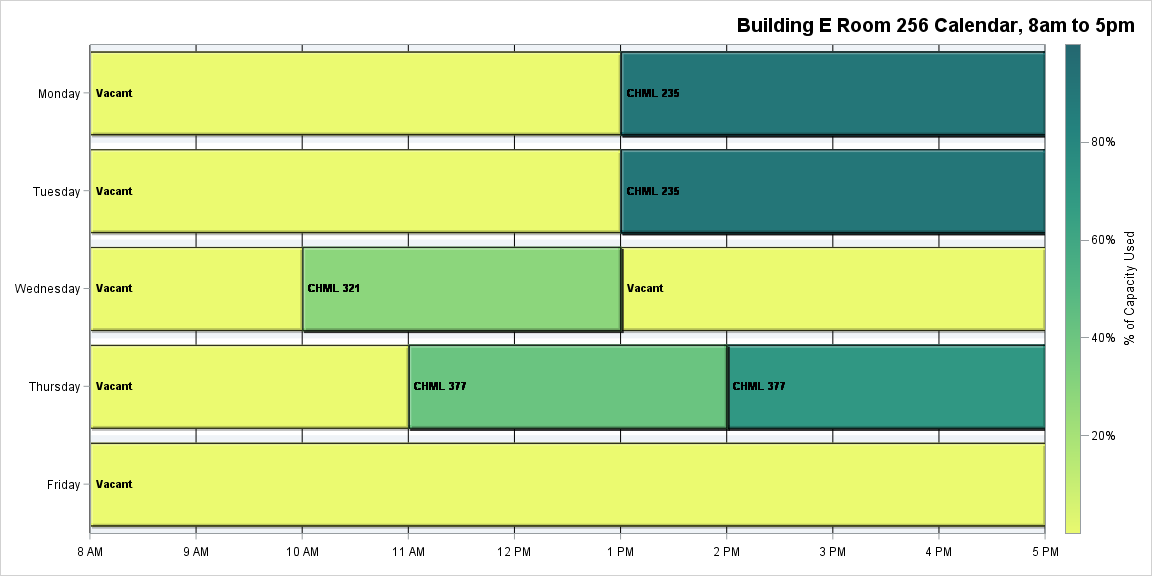 Building E Room 256 Calendar, 8am to 5pm
Monday
Vacant
CHML 235
Tuesday
Vacant
CHML 235
Wednesday
Vacant
CHML 321
Vacant
Thursday
Vacant
CHML 377
CHML 377
Friday
Vacant
8 AM
9 AM
10 AM
11 AM
12 PM
1 PM
2 PM
3 PM
4 PM
5 PM
80%
60%
40%
20%
% of Capacity Used